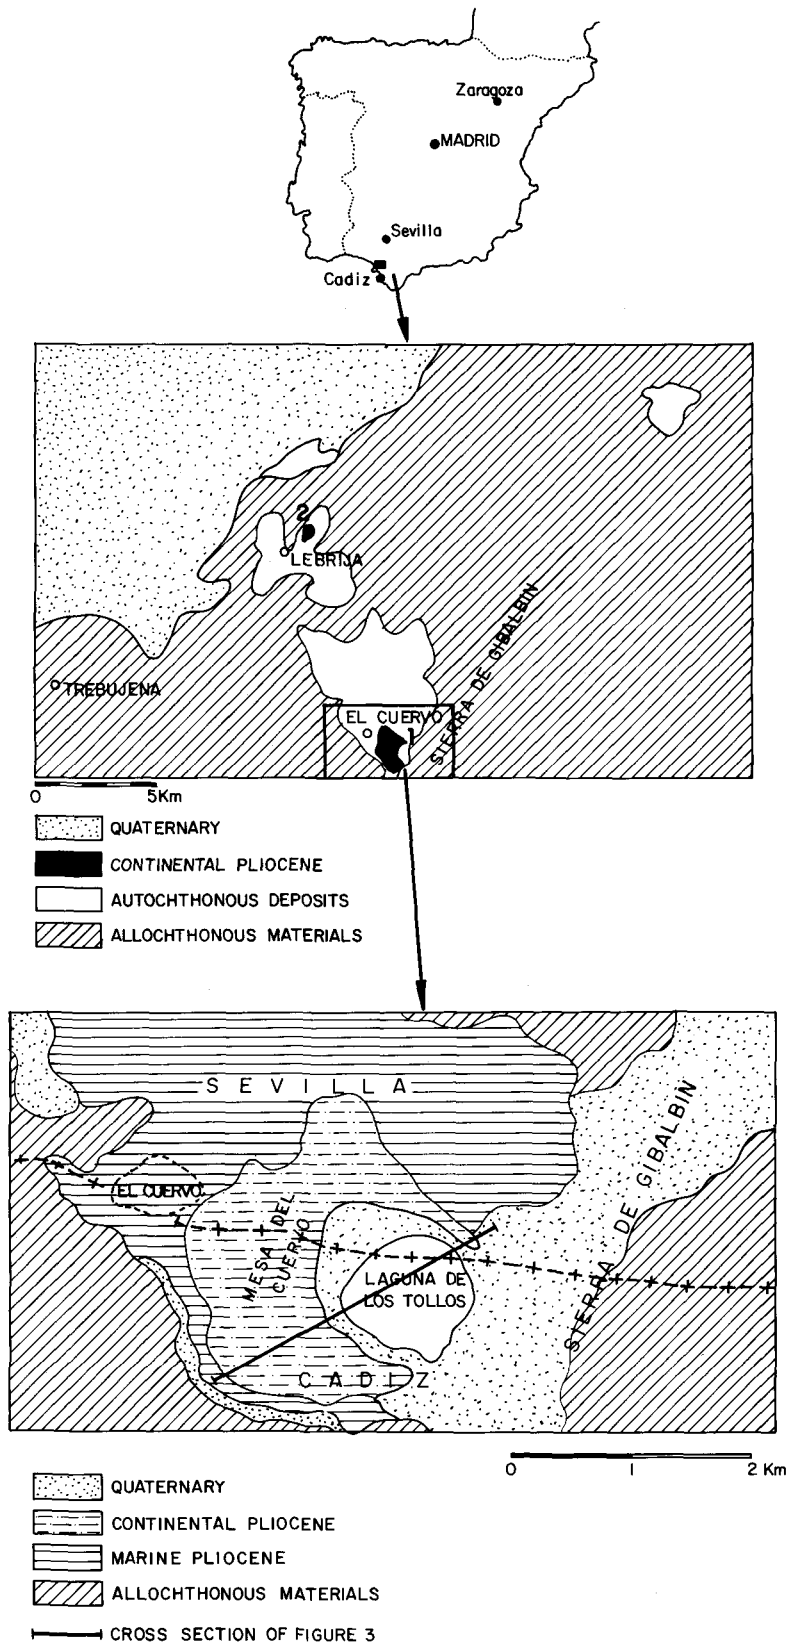 Zaragoza
MADRID
Sevilla
Cadiz
2
LEBRIJA
SIERRA DE GIBALBIN
TREBUJENA
EL CUERVO
1
0 5Km
QUATERNARY
CONTINENTAL PLIOCENE
AUTOCHTHONOUS DEPOSITS
ALLOCHTHONOUS MATERIALS
SEVILLA
SIERRA DE GIBALBIN
EL CUERVO
MESA DEL
CUERVO
LAGUNA DE
LOS TOLLOS
CADIZ
0 1 2 Km
QUATERNARY
CONTINENTAL PLIOCENE
MARINE PLIOCENE
ALLOCHTHONOUS MATERIALS
CROSS SECTION OF FIGURE 3